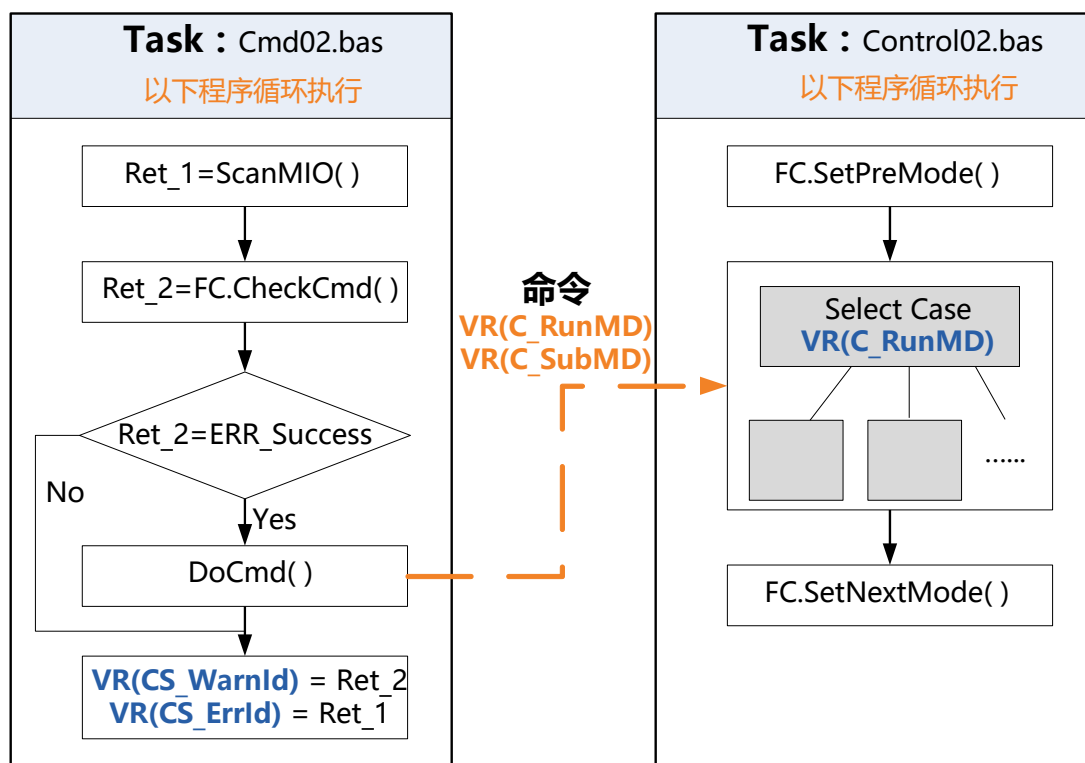 Task：Cmd02.bas
以下程序循环执行
Ret_1=ScanMIO( )
Ret_2=FC.CheckCmd( )
Ret_2=ERR_Success
No
Yes
DoCmd( )
VR(CS_WarnId) = Ret_2
VR(CS_ErrId) = Ret_1
命令
VR(C_RunMD)
VR(C_SubMD)
Task：Control02.bas
以下程序循环执行
FC.SetPreMode( )
Select Case
VR(C_RunMD)
......
FC.SetNextMode( )